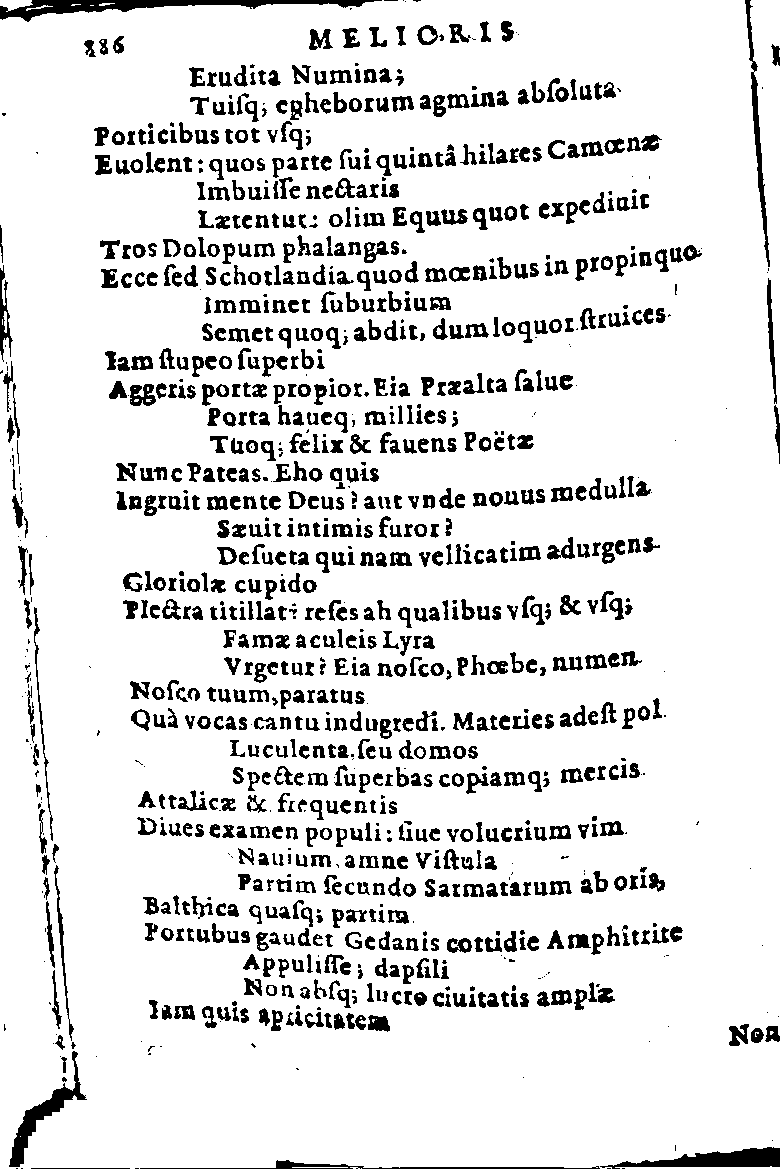 186 MELIORIS
Erudita Numina;
Tuiſq; epheborum agmina abſoluta
Porticibus tot vſq;
Euolent: quos parte ſui quintâ hilares Camœnæ
Imbuiſſe nectaris
Lætentur: olim Equus quot expediuit
Tros Dolopum phalangas.
Ecce ſed Schotlandia quod mœnibus in propinquo
Imminet ſuburbium
Semet quoq; abdit, dum loquor ſtruices
Iam ſtupeo ſuperbi
Aggeris portæ propior. Eia Præalta ſalue
Porta haueq; millies;
Tuoq; félix & fauens Poëtæ
Nunc Pateas. Eho quis
Ingruit mente Deus? aut vnde nouus medulla
Sæuit intimis furor?
Deſueta qui nam vellicatim adurgens
Gloriolæ cupido
Plectra titillat? reſes ah qualibus vſq; & vſq;
Famæ aculeis Lyra
Vrgetur? Eia noſco, Phœbe, numen
Noſco tuum, paratus
Quà vocas cantu indugredi. Materies adeſt pol
Luculenta, ſeu domos
Spectem ſuperbas copiamq; mercis
Attalicæ & frequentis
Diues examen populi: ſiue volucrium vim
Nauium, amne Viſtula
Partim ſecundo Sarmatarum ab oris,
Balthica quaſq; partim
Portubus gaudet Gedanis cottidie Amphitrite
Appuliſſe; dapſili
Non abſq; lucro ciuitatis amplæ
Iam quis apricitatem
Non